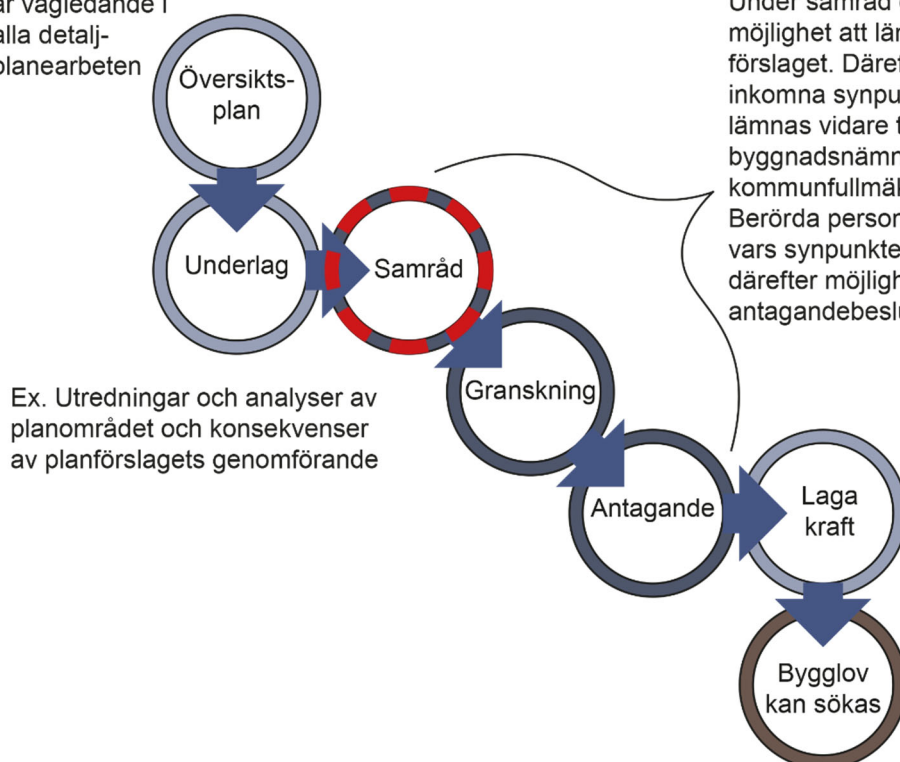 är vägledande i
alla detalj-
planearbeten
Översikts-
plan
Underlag
Samråd
Ex. Utredningar och analyser av
planområdet och konsekvenser
av planförslagets genomförande
Granskning
Antagande
Laga
kraft
Bygglov
kan sökas
Under samråd
möjlighet att
förslaget. Däref
inkomna synpu
lämnas vidare
byggnadsnämn
kommunfullmäk
Berörda person
vars synpunkte
därefter möjligh
antagandebeslu